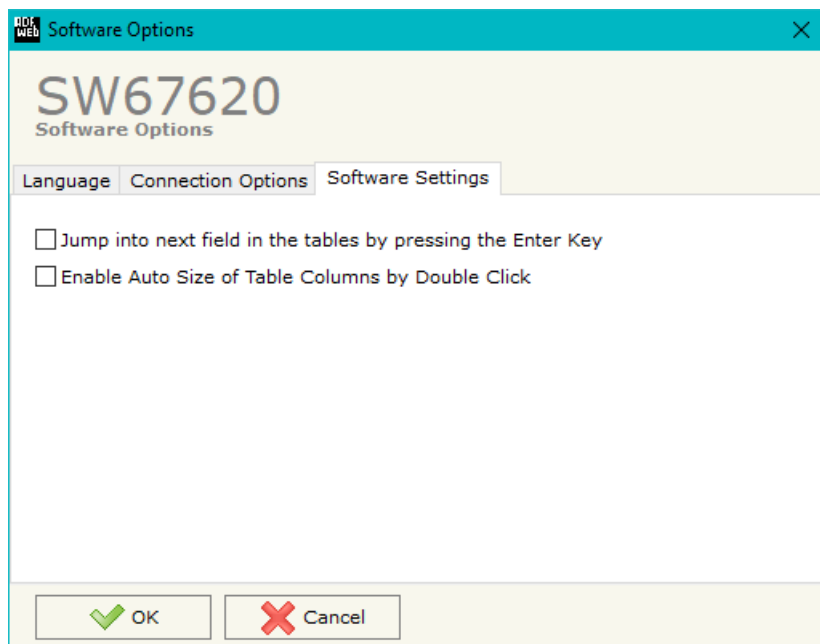 ADF
WEB
Software Options
SW67620
Software Options
Language
Connection Options
Software Settings
Jump into next field in the tables by pressing the Enter Key
Enable Auto Size of Table Columns by Double Click
OK
Cancel